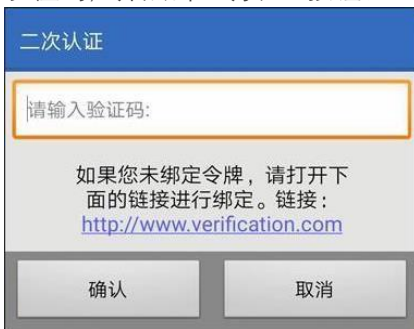 二次认证
请输入验证码:
如果您未绑定令牌，请打开下
面的链接进行绑定。链接：
http://www.verification.com
确认
取消